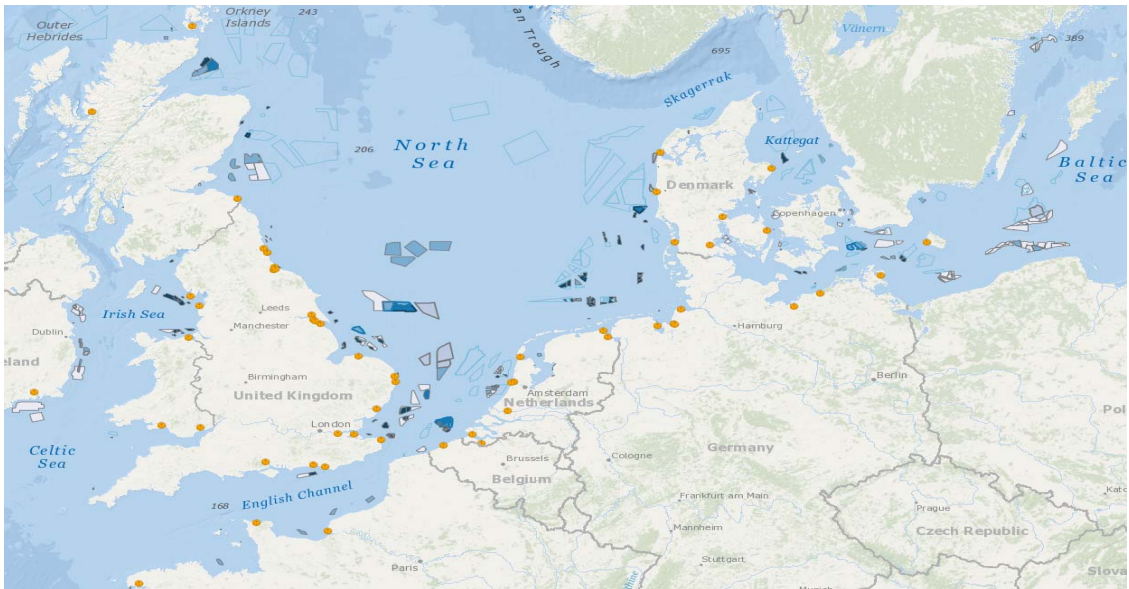 Outer
Hebrides
Orkney
Islands
243
an Trough
695
Vänern
389
Skagerrak
North
Sea
206
Kattegat
Baltic
Sea
Denmark
Copenhagen
Irish Sea
Leeds
Manchester
Dublin
eland
Birmingham
United Kingdom
London
Hamburg
Berlin
Amsterdam
Netherlands
Pol
Celtic
Sea
Brussels
Belgium
Cologne
Germany
English Channel
168
Frankfurt am Main
Prague
Czech Republic
Kato
Mannheim
Paris
Stuttgart
Slova